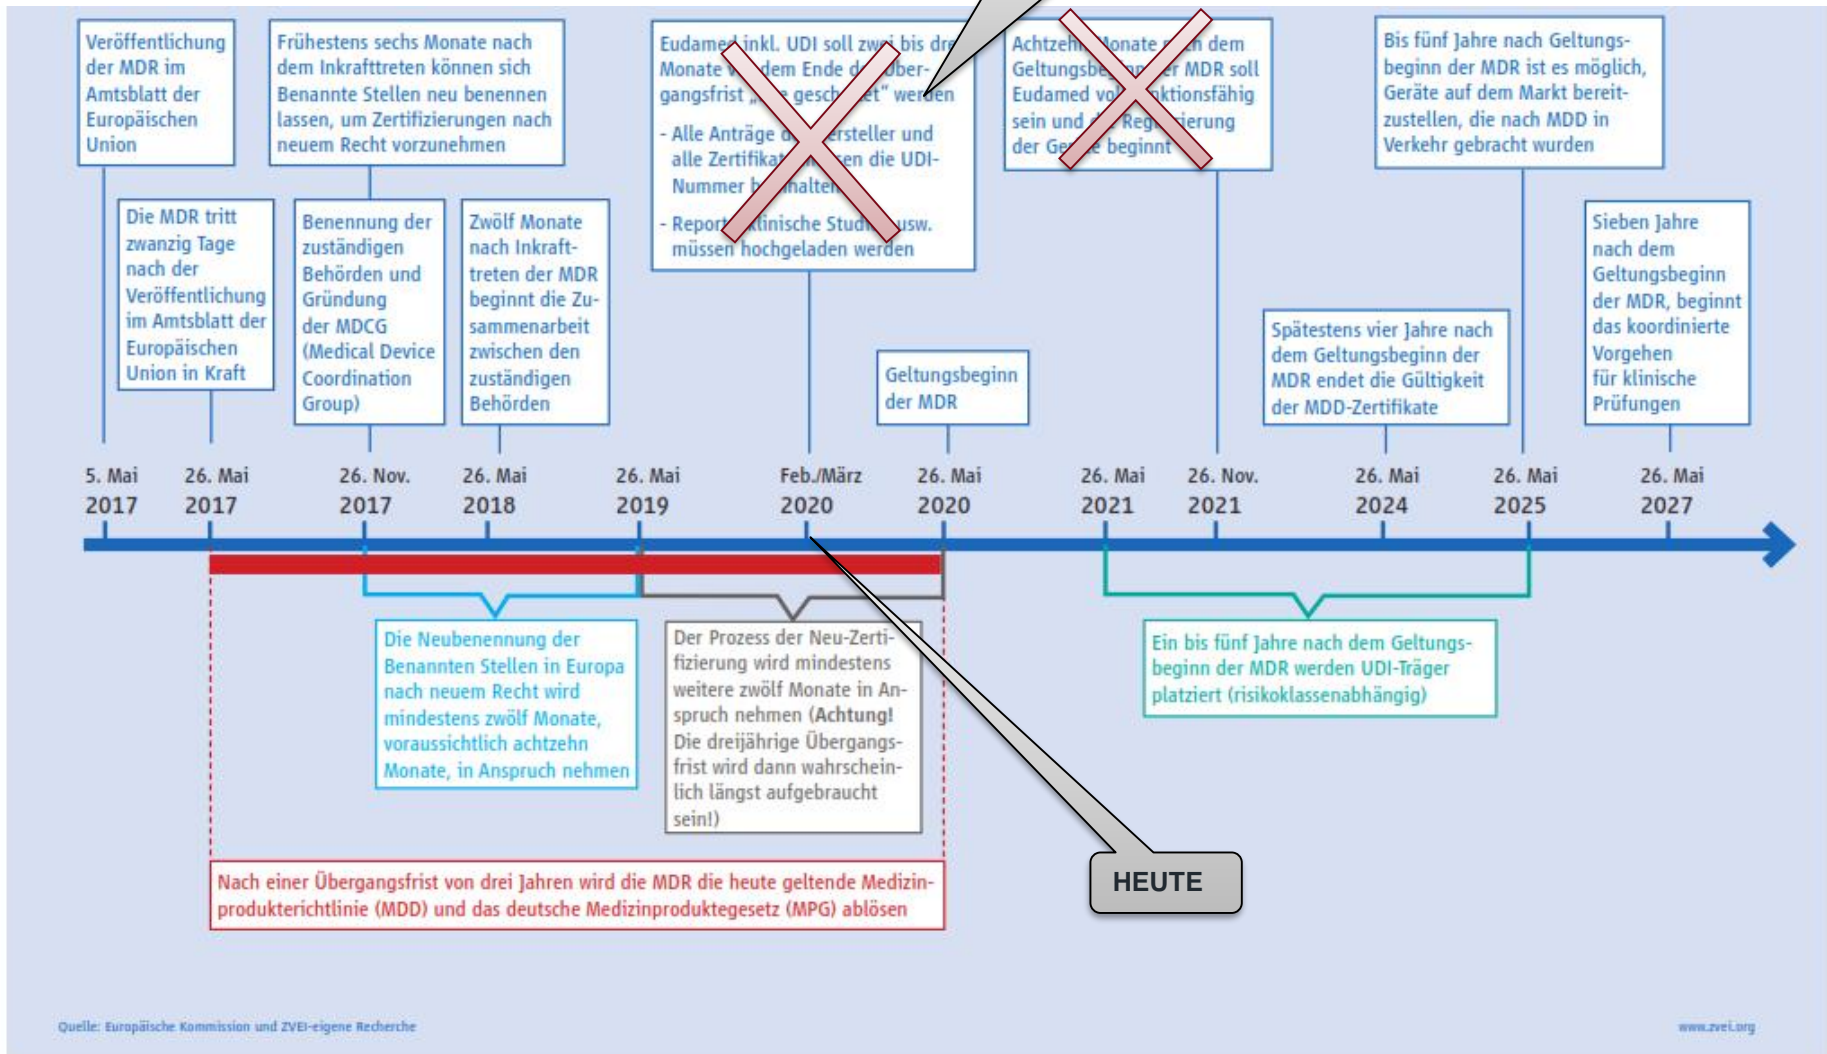 Veröffentlichung
der MDR im
Amtsblatt der
Europäischen
Union
Frühestens sechs Monate nach
dem Inkrafttreten können sich
Benannte Stellen neu benennen
lassen, um Zertifizierungen nach
neuem Recht vorzunehmen
Eudamed inkl. UDI soll zwei bis
Monate dem Ende
gangsfrist werden
- Alle Anträge und
alle die UDI-
Nummer
- klinische usw.
müssen hochgeladen werden
Monate dem
MDR soll
Eudamed
sein und
der beginnt
Bis fünf Jahre nach Geltungs-
beginn der MDR ist es möglich,
Geräte auf dem Markt bereit-
zustellen, die nach MDD in
Verkehr gebracht wurden
Die MDR tritt
zwanzig Tage
nach der
Veröffentlichung
im Amtsblatt der
Europäischen
Union in Kraft
Benennung der
zuständigen
Behörden und
Gründung
der MDCG
(Medical Device
Coordination
Group)
Zwölf Monate
nach Inkraft-
treten der MDR
beginnt die Zu-
sammenarbeit
zwischen den
zuständigen
Behörden
Geltungsbeginn
der MDR
Spätestens vier Jahre nach
dem Geltungsbeginn der
MDR endet die Gültigkeit
der MDD-Zertifikate
Sieben Jahre
nach dem
Geltungsbeginn
der MDR, beginnt
das koordinierte
Vorgehen
für klinische
Prüfungen
5. Mai 26. Mai 26. Nov. 26. Mai 26. Mai Feb./März 26. Mai 26. Mai 26. Nov. 26. Mai 26. Mai 26. Mai
2017 2017 2017 2018 2019 2020 2020 2021 2021 2024 2025 2027
Die Neubenennung der
Benannten Stellen in Europa
nach neuem Recht wird
mindestens zwölf Monate,
voraussichtlich achtzehn
Monate, in Anspruch nehmen
Der Prozess der Neu-Zerti-
fizierung wird mindestens
weitere zwölf Monate in An-
spruch nehmen (Achtung!
Die dreijährige Übergangs-
frist wird dann wahrschein-
lich längst aufgebraucht
sein!)
Ein bis fünf Jahre nach dem Geltungs-
beginn der MDR werden UDI-Träger
platziert (risikoklassenabhängig)
HEUTE
Nach einer Übergangsfrist von drei Jahren wird die MDR die heute geltende Medizin-
produkterichtlinie (MDD) und das deutsche Medizinproduktegesetz (MPG) ablösen
Quelle: Europäische Kommission und ZVEI-eigene Recherche
www.zvei.org